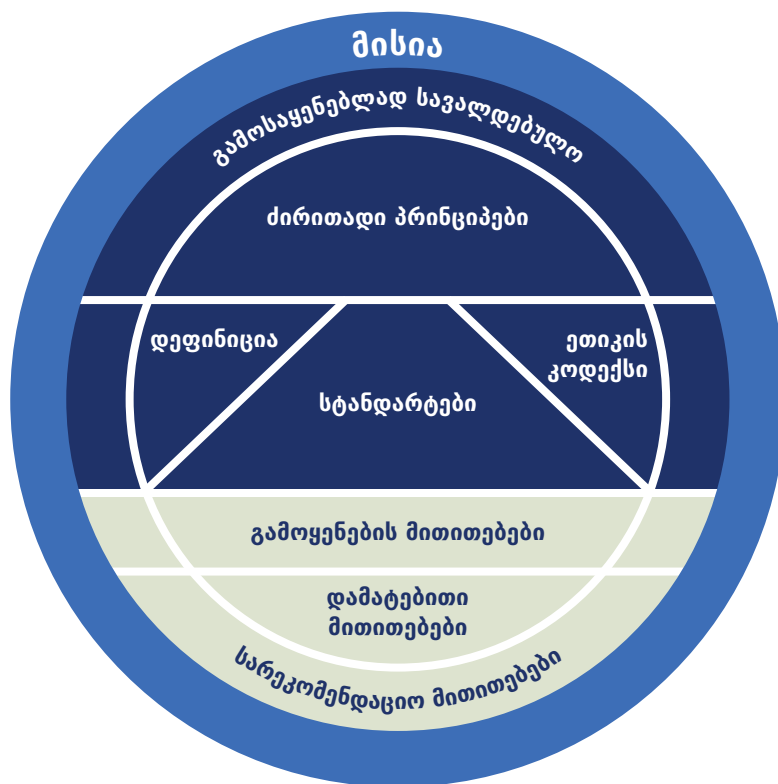 მისია
გამოსაყენებლად სავალდებულო
ძირითადი პრინციპები
დეფინიცია
ეთიკის
კოდექსი
სტანდარტები
გამოყენების მითითებები
დამატებითი
მითითებები
სარეკომენდაციო მითითებები